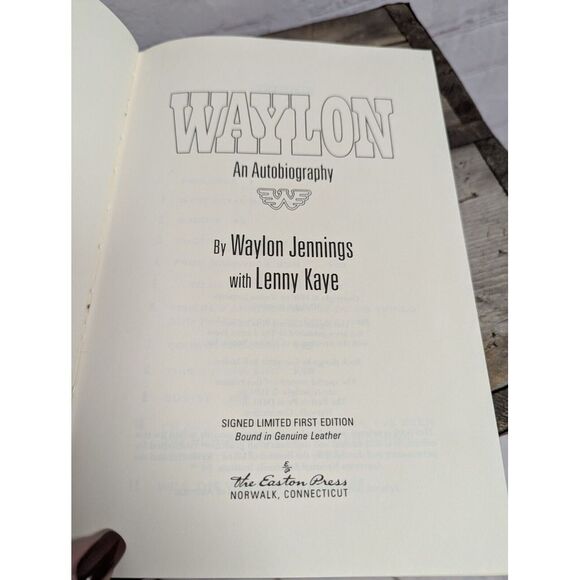 WAYLON
An Autobiography
W
By Waylon Jennings
with Lenny Kaye
SIGNED LIMITED FIRST EDITION
Bound in Genuine Leather
The Easton Press
NORWALK, CONNECTICUT